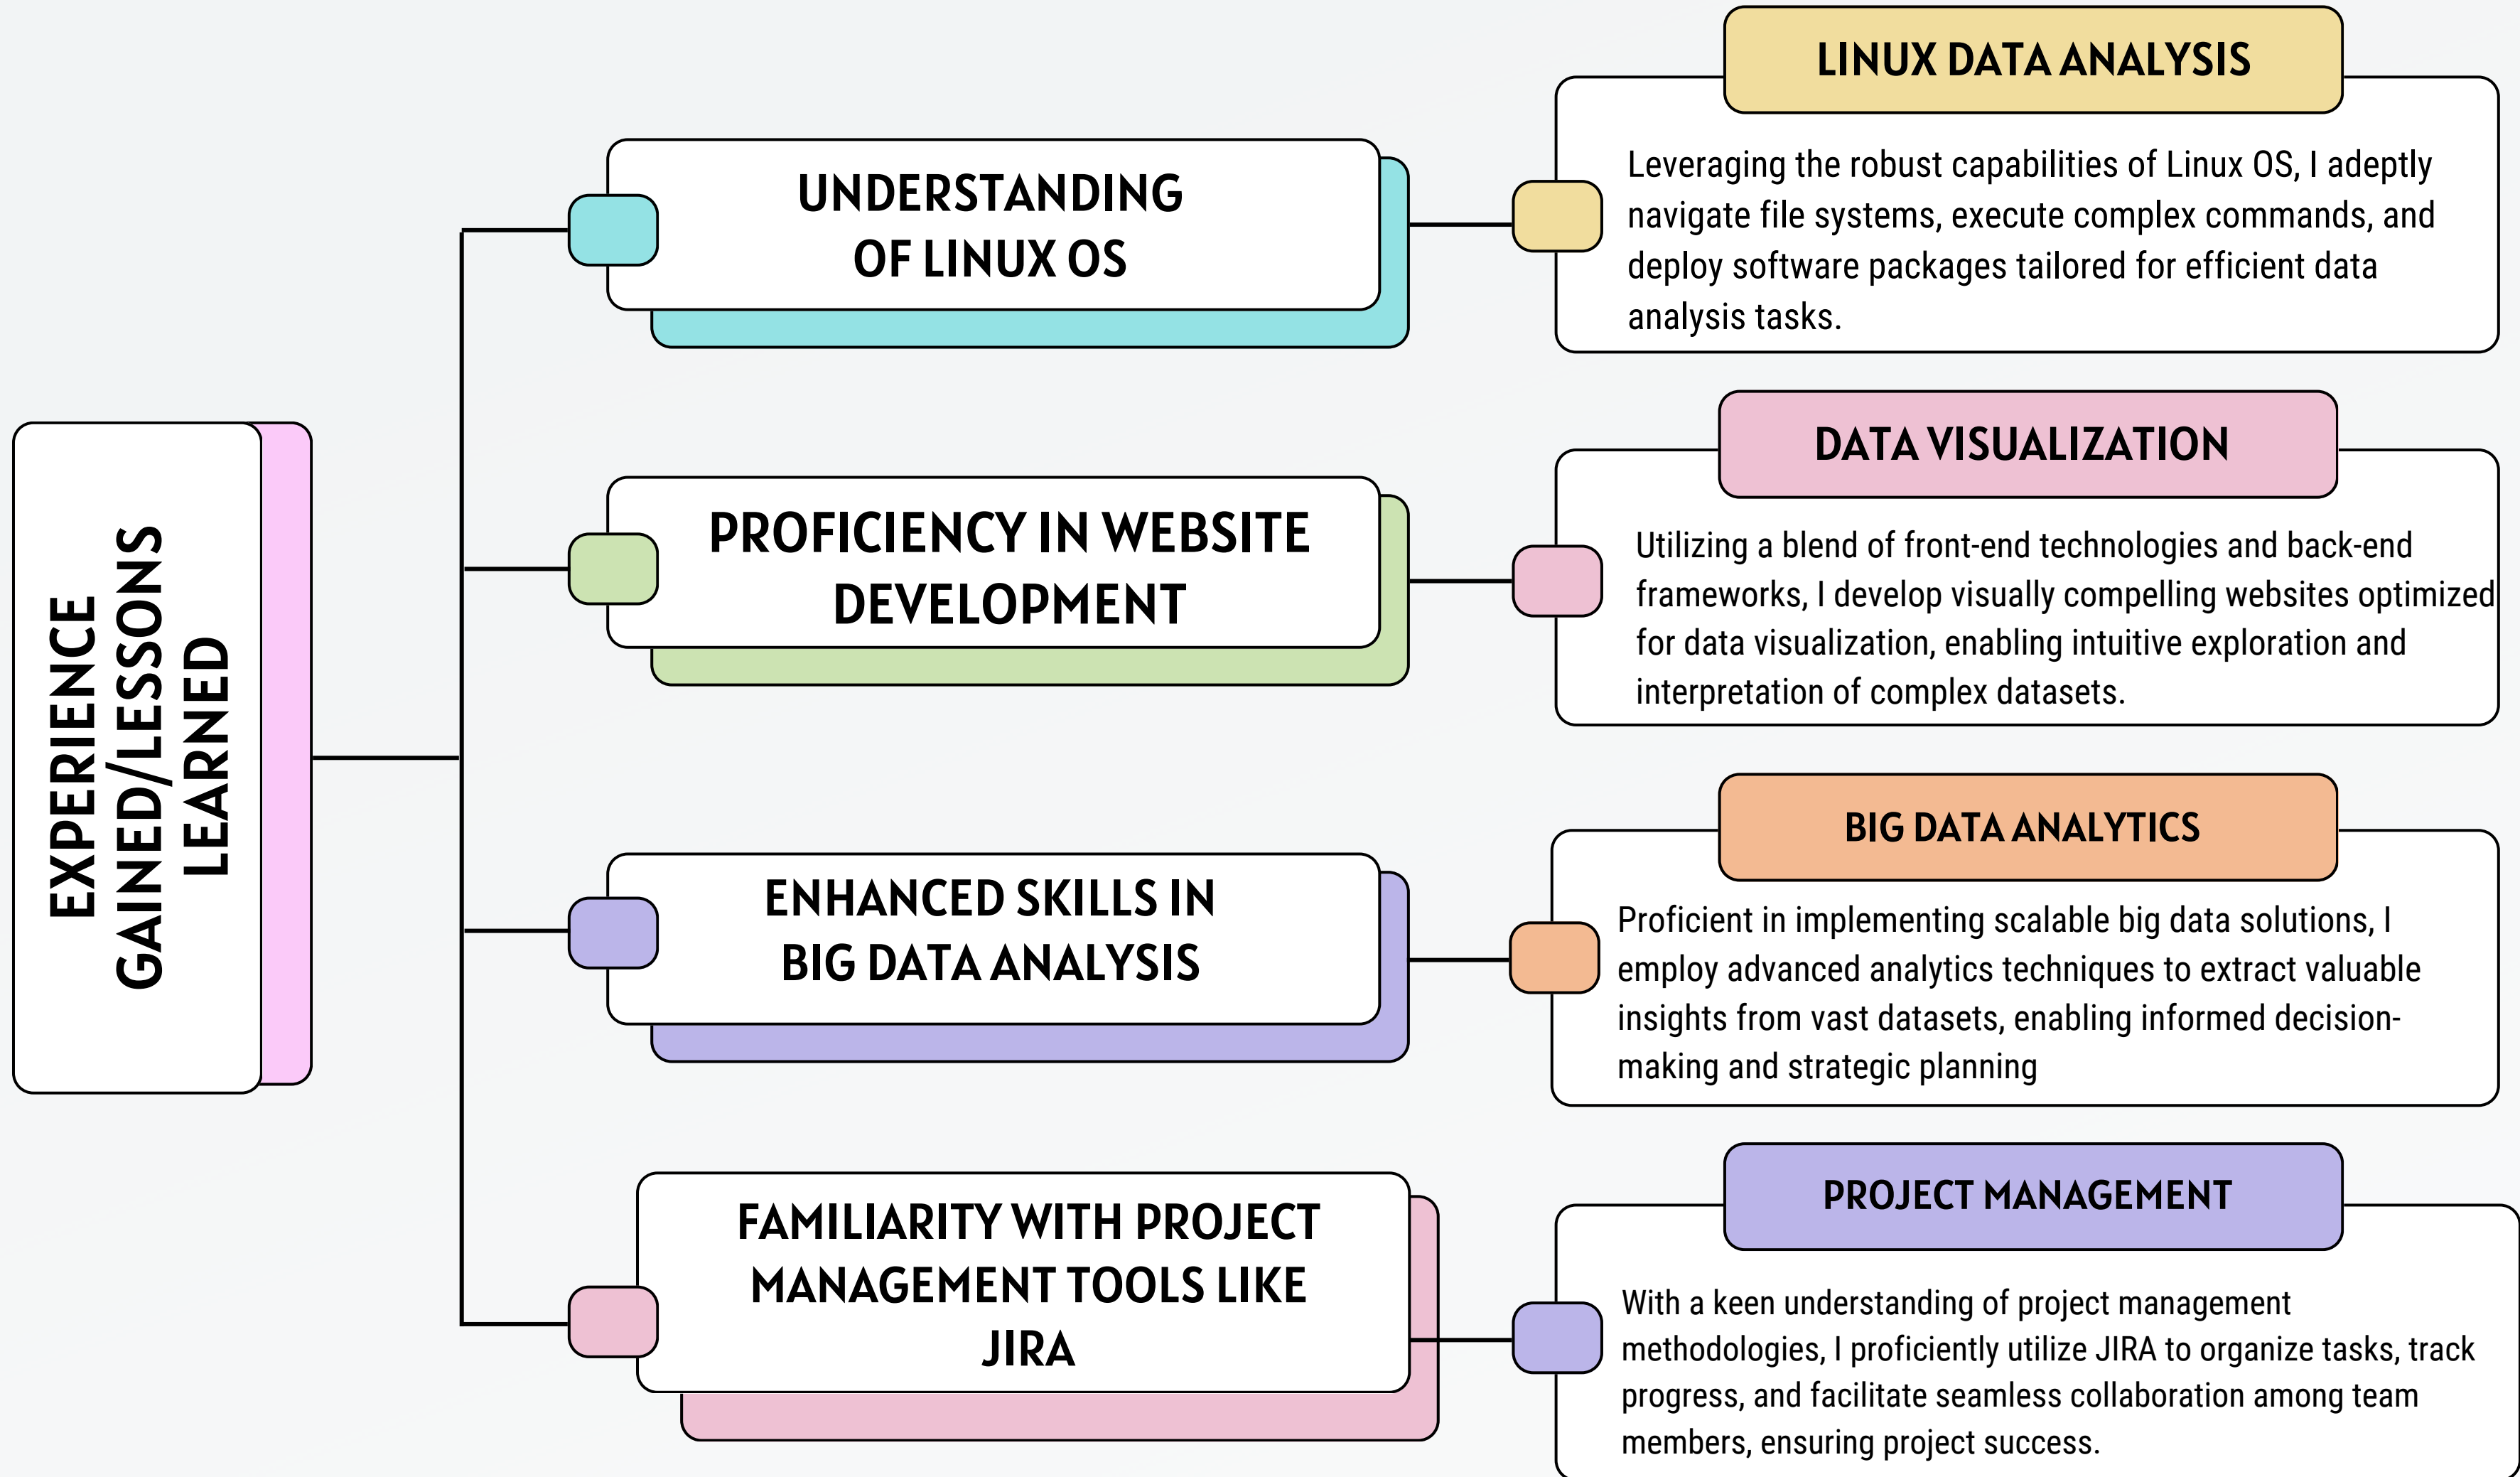 EXPERIENCE
GAINED/LESSONS
LEARNED
UNDERSTANDING
OF LINUX OS
LINUX DATA ANALYSIS
Leveraging the robust capabilities of Linux OS, I adeptly
navigate file systems, execute complex commands, and
deploy software packages tailored for efficient data
analysis tasks.
PROFICIENCY IN WEBSITE
DEVELOPMENT
DATA VISUALIZATION
Utilizing a blend of front-end technologies and back-end
frameworks, I develop visually compelling websites optimized
for data visualization, enabling intuitive exploration and
interpretation of complex datasets.
ENHANCED SKILLS IN
BIG DATA ANALYSIS
BIG DATA ANALYTICS
Proficient in implementing scalable big data solutions, I
employ advanced analytics techniques to extract valuable
insights from vast datasets, enabling informed decision-
making and strategic planning
FAMILIARITY WITH PROJECT
MANAGEMENT TOOLS LIKE
JIRA
PROJECT MANAGEMENT
With a keen understanding of project management
methodologies, I proficiently utilize JIRA to organize tasks, track
progress, and facilitate seamless collaboration among team
members, ensuring project success.